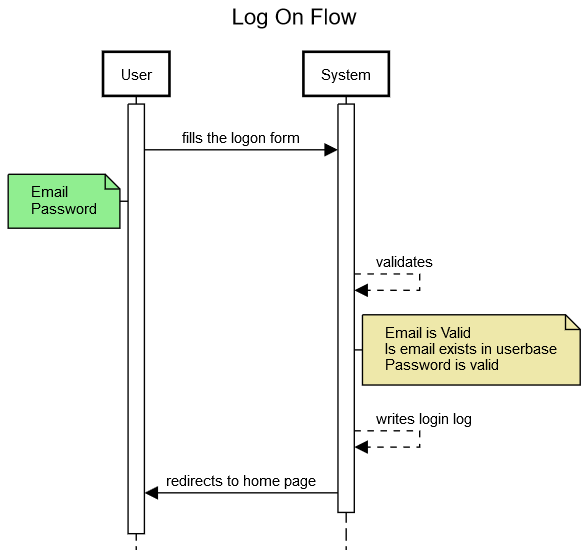 Log On Flow
User
System
fills the logon form
Email
Password
validates
Email is Valid
Is email exists in userbase
Password is valid
writes login log
redirects to home page